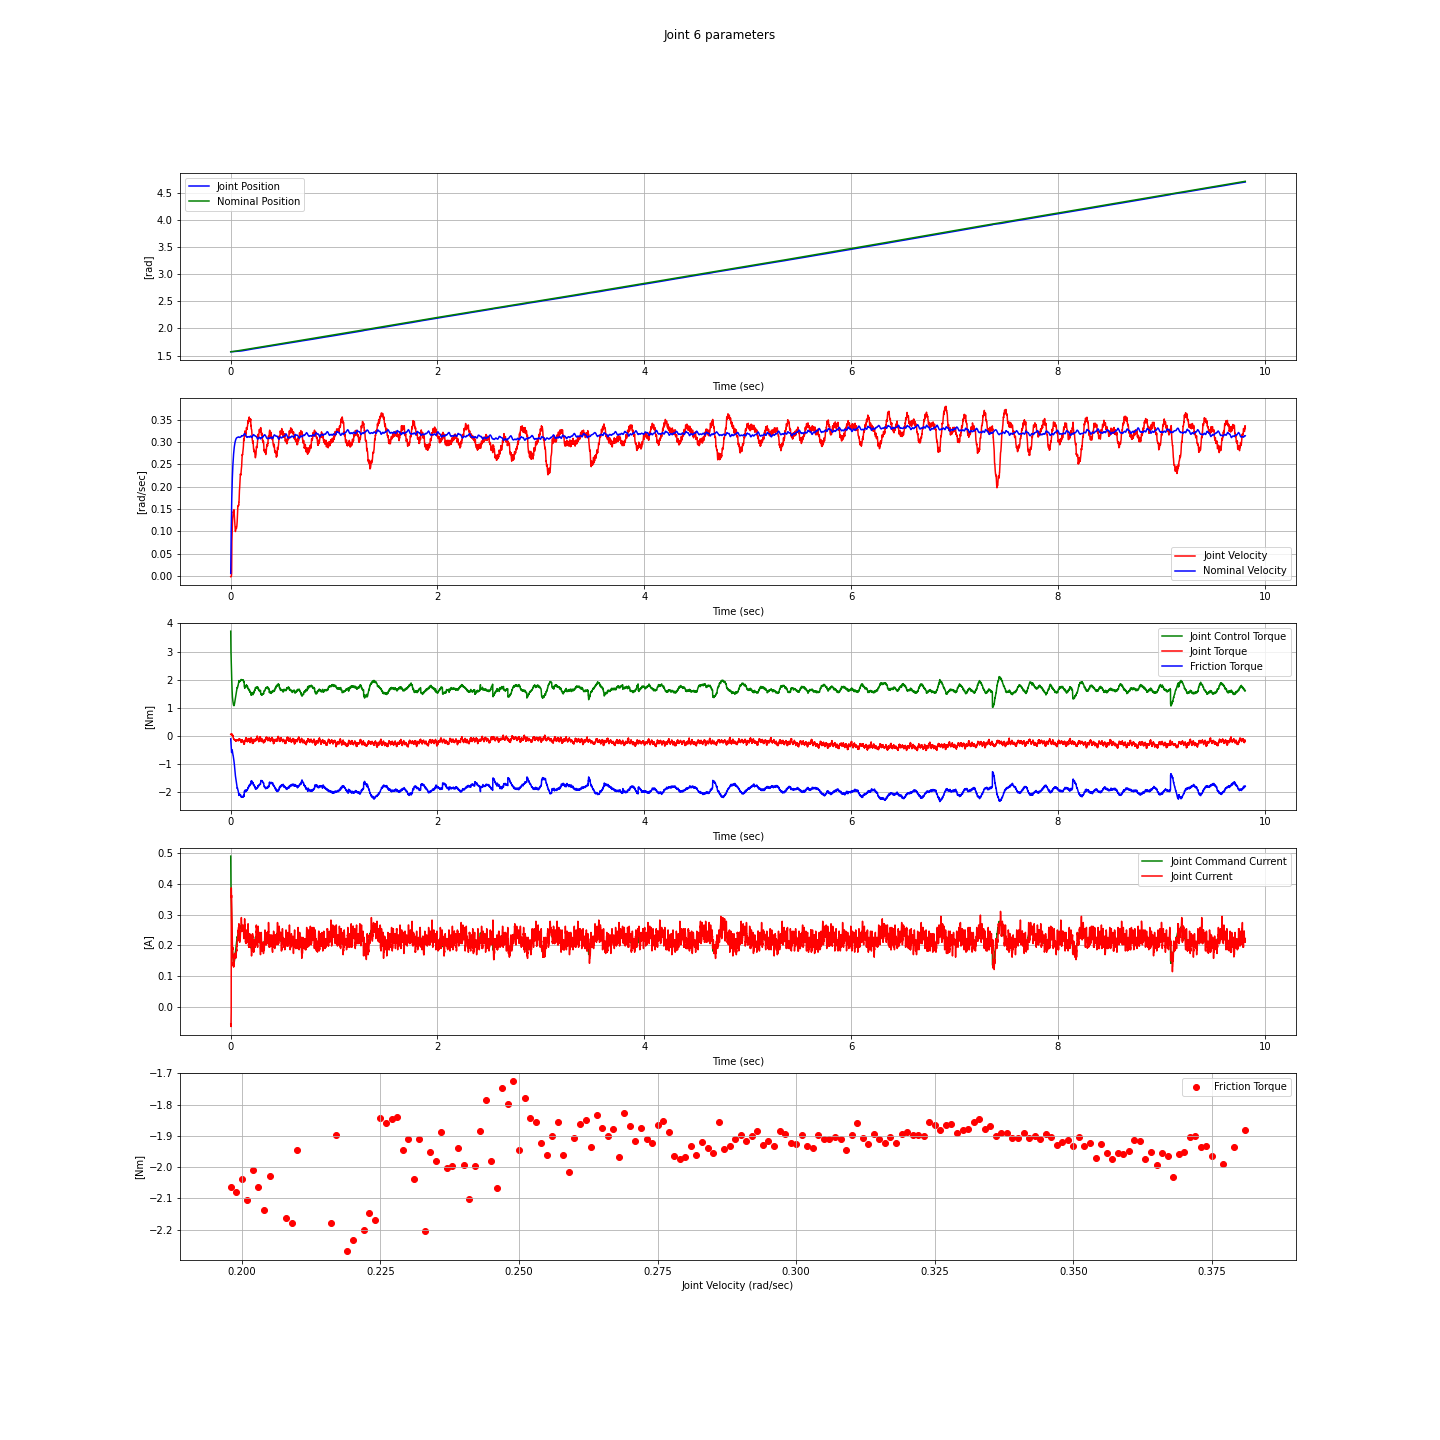 Joint 6 parameters
Joint Position
Nominal Position
4.5
4.0
3.5
3.0
2.5
2.0
1.5
[rad]
0 2 4 6 8 10
Time (sec)
0.35
0.30
0.25
0.20
0.15
0.10
0.05
0.00
[rad/sec]
Joint Velocity
Nominal Velocity
0 2 4 6 8 10
Time (sec)
4
3
2
1
0
−1
−2
[Nm]
Joint Control Torque
Joint Torque
Friction Torque
0 2 4 6 8 10
Time (sec)
0.5
0.4
0.3
0.2
0.1
0.0
[A]
Joint Command Current
Joint Current
0 2 4 6 8 10
Time (sec)
−1.7
−1.8
−1.9
−2.0
−2.1
−2.2
[Nm]
Friction Torque
0.200 0.225 0.250 0.275 0.300 0.325 0.350 0.375
Joint Velocity (rad/sec)